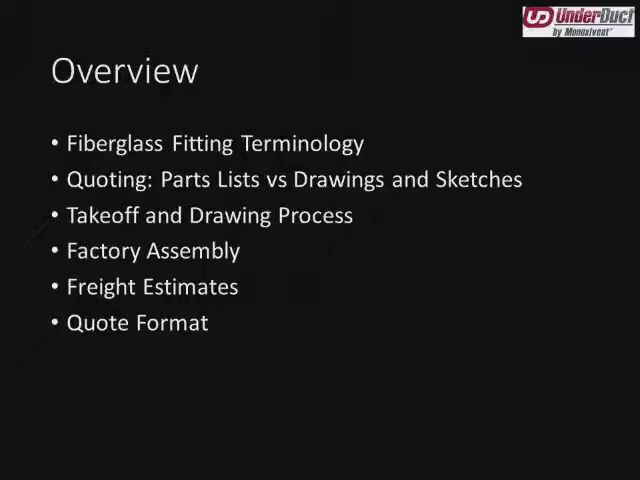 UD UnderDuct
by Monoxivent
Overview
• Fiberglass Fitting Terminology
• Quoting: Parts Lists vs Drawings and Sketches
• Takeoff and Drawing Process
• Factory Assembly
• Freight Estimates
• Quote Format